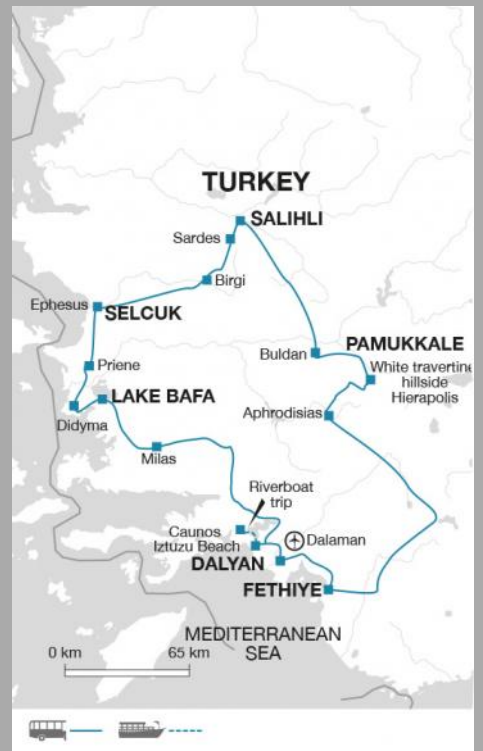 TURKEY
SALIHLI
Sardes
Birgi
Ephesus
SELCUK
PAMUKKALE
Buldan
White travertine
hillside
Hierapolis
Priene
LAKE BAFA
Aphrodisias
Didyma
Milas
Riverboat
trip
Caunos
Iztuzu Beach
Dalaman
DALYAN
FETHIYE
MEDITERRANEAN
SEA
0 km
65 km